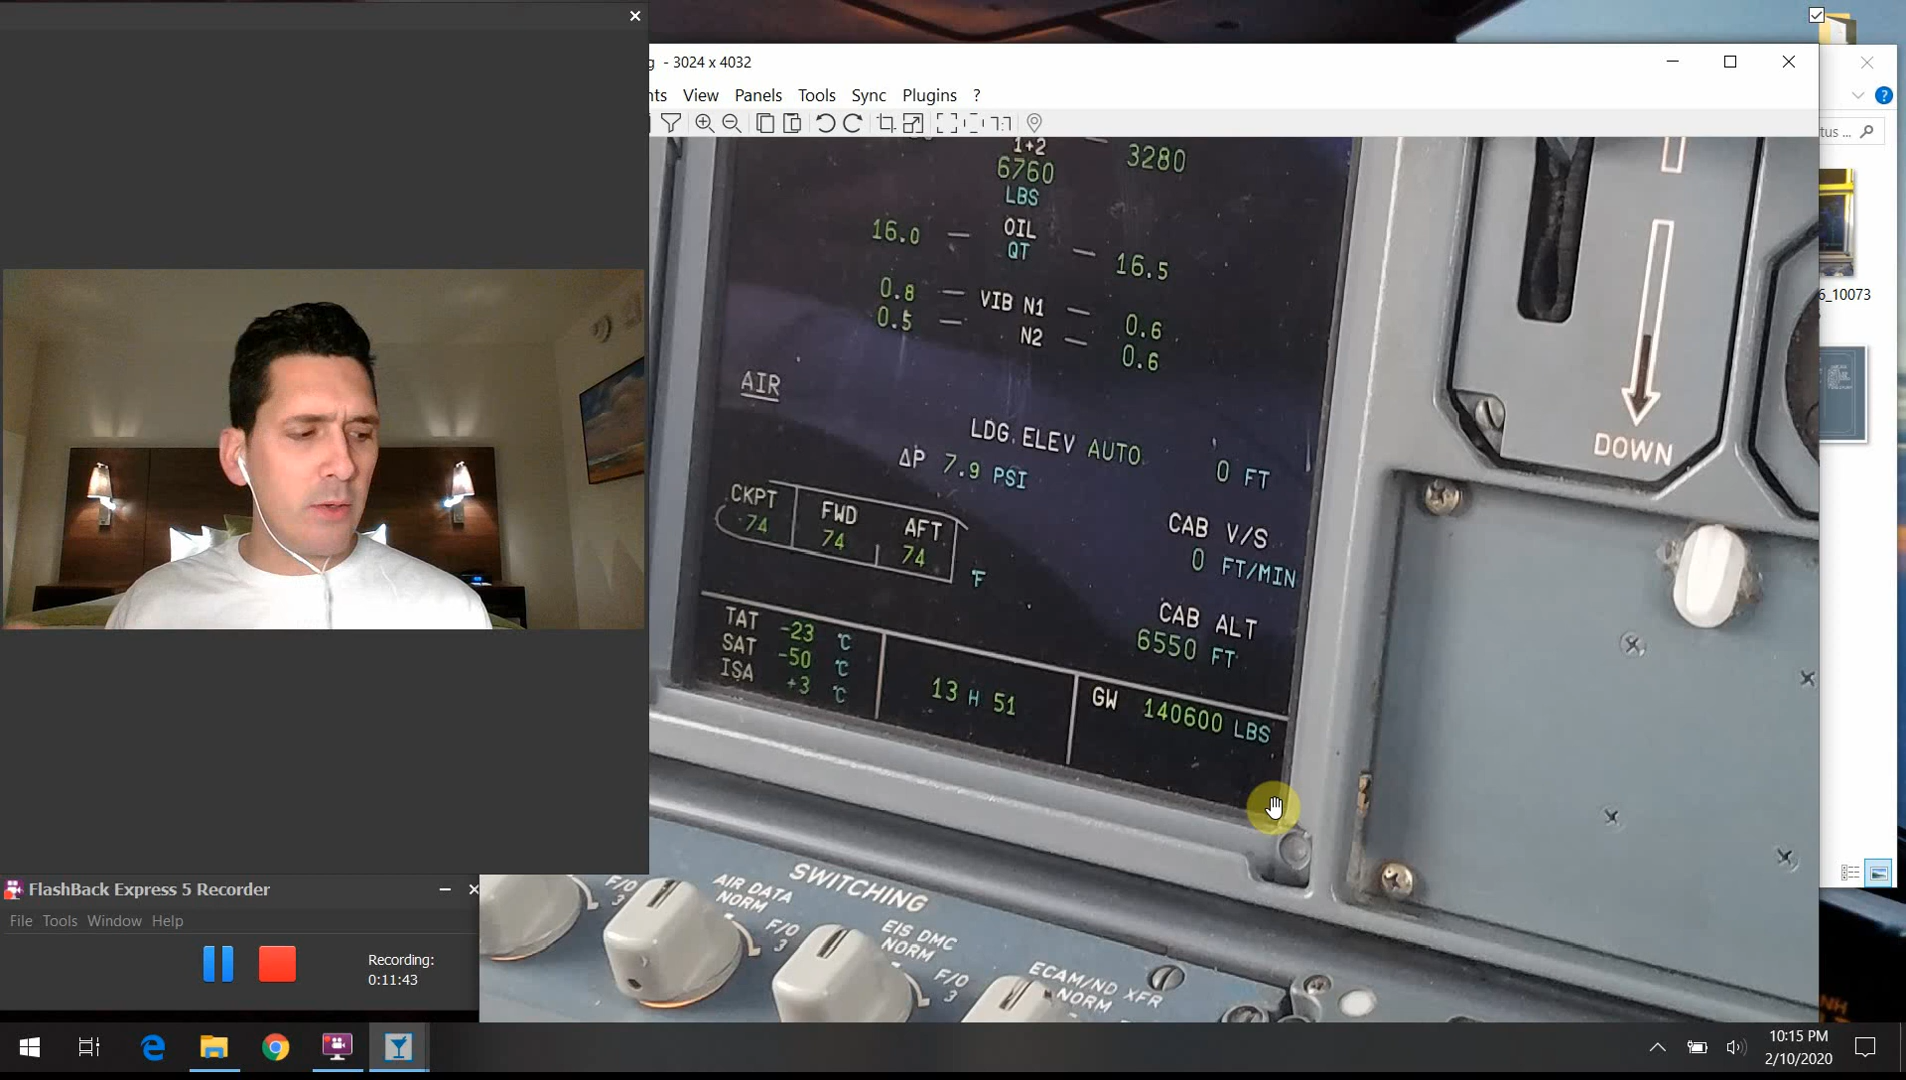 g - 3024 x 4032
nts View Panels Tools Sync Plugins ?
tus ...
6_10073
1+2
3280
6760
LBS
16.0 OIL
QT 16.5
0.8 VIB N1 0.6
0.5 N2 0.6
AIR
LDG ELEV AUTO 0 FT
ΔP 7.9 PSI
CKPT FWD AFT
74 74 74
°F
CAB V/S
0 FT/MIN
CAB ALT
6550 FT
TAT -23 °C
SAT -50 °C
ISA +3 °C
13 H 51
GW 140600 LBS
DOWN
SWITCHING
F/O
AIR DATA
NORM
F/O
3
EIS DMC
NORM
F/O
3
ECAM/ND XFR
NORM
FlashBack Express 5 Recorder
File Tools Window Help
Recording:
0:11:43
10:15 PM
2/10/2020